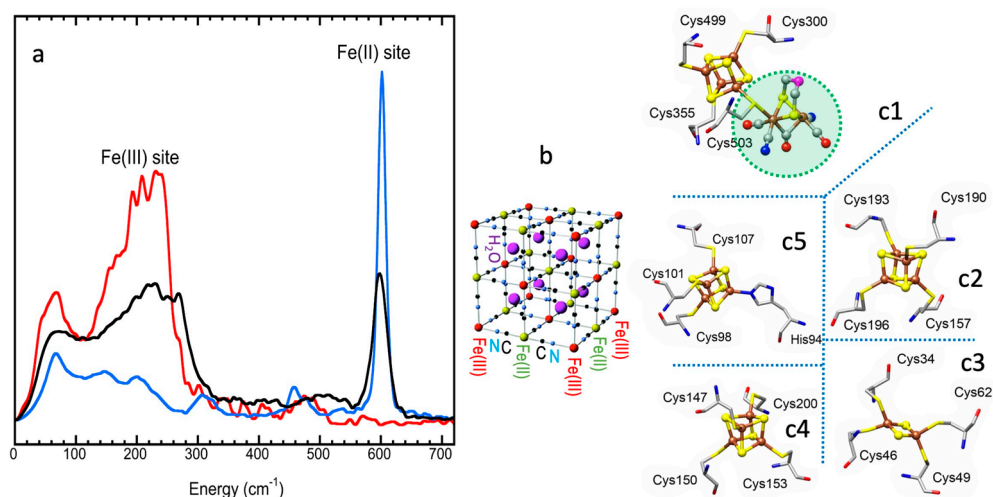 a
Fe(II) site
Fe(III) site
0
100
200
300
400
500
600
700
Energy (cm-1)
b
H2O
Fe(III)
N
C
Fe(II)
C
N
Fe(III)
Fe(II)
Fe(III)
Cys499
Cys300
Cys355
Cys503
c1
Cys107
c5
Cys101
Cys98
His94
Cys193
Cys190
c2
Cys196
Cys157
Cys147
Cys200
c4
Cys150
Cys153
Cys34
c3
Cys62
Cys46
Cys49